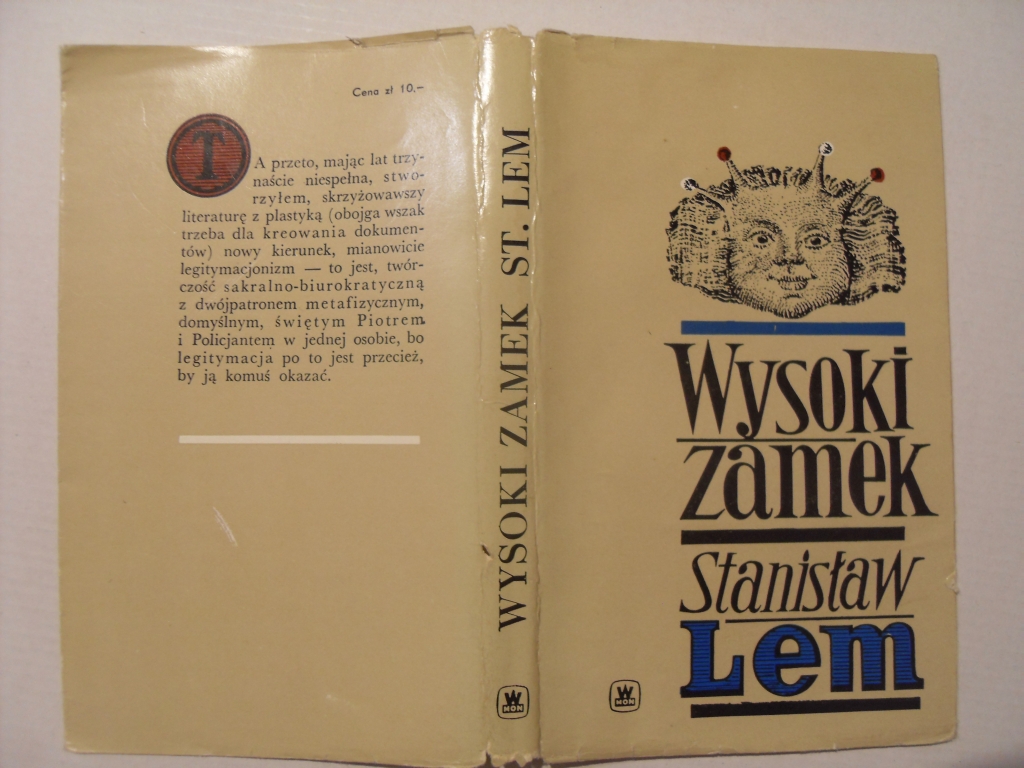 Cena zł 10,—
T
A przeto, mając lat trzy-
naście niespełna, stwo-
rzyłem, skrzyżowawszy
literaturę z plastyką (obojga wszak
trzeba dla kreowania dokumen-
tów) nowy kierunek, mianowicie
legitymacjonizm — to jest, twór-
czość sakralno-biurokratyczną
z dwójpatronem metafizycznym,
domyślnym, świętym Piotrem
i Policjantem w jednej osobie, bo
legitymacja po to jest przecież,
by ją komuś okazać.
WYSOKI ZAMEK ST. LEM
W
MON
Wysoki
zamek
Stanisław
Lem
W
MON